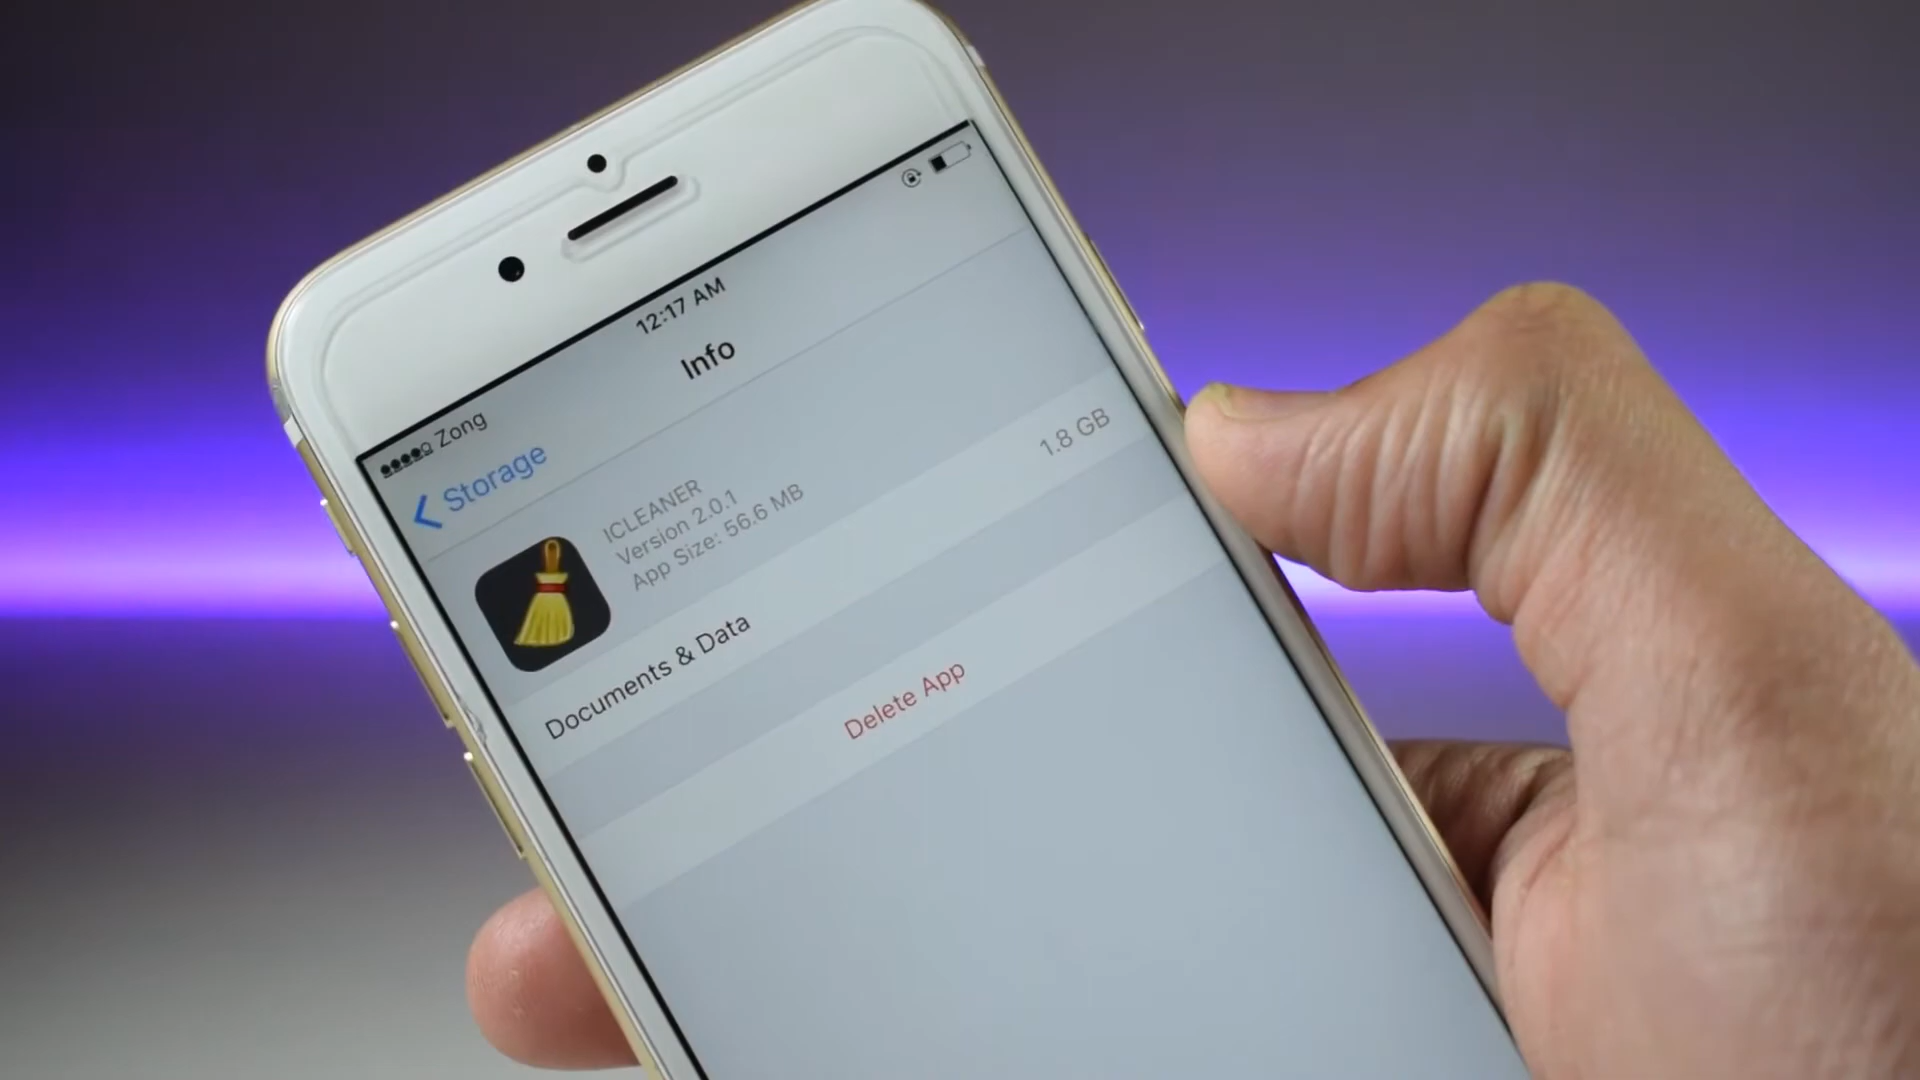 Zong
12:17 AM
Storage
Info
ICLEANER
Version 2.0.1
App Size: 56.6 MB
Documents & Data
1.8 GB
Delete App